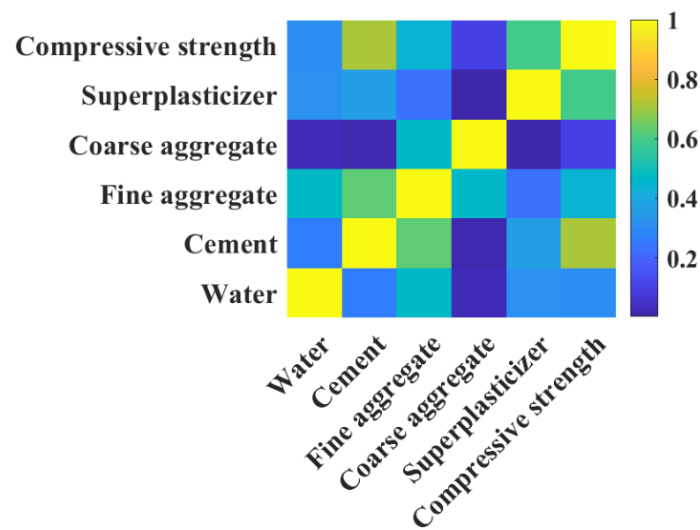 Compressive strength
Superplasticizer
Coarse aggregate
Fine aggregate
Cement
Water
Water
Cement
Fine aggregate
Coarse aggregate
Superplasticizer
Compressive strength
1
0.8
0.6
0.4
0.2